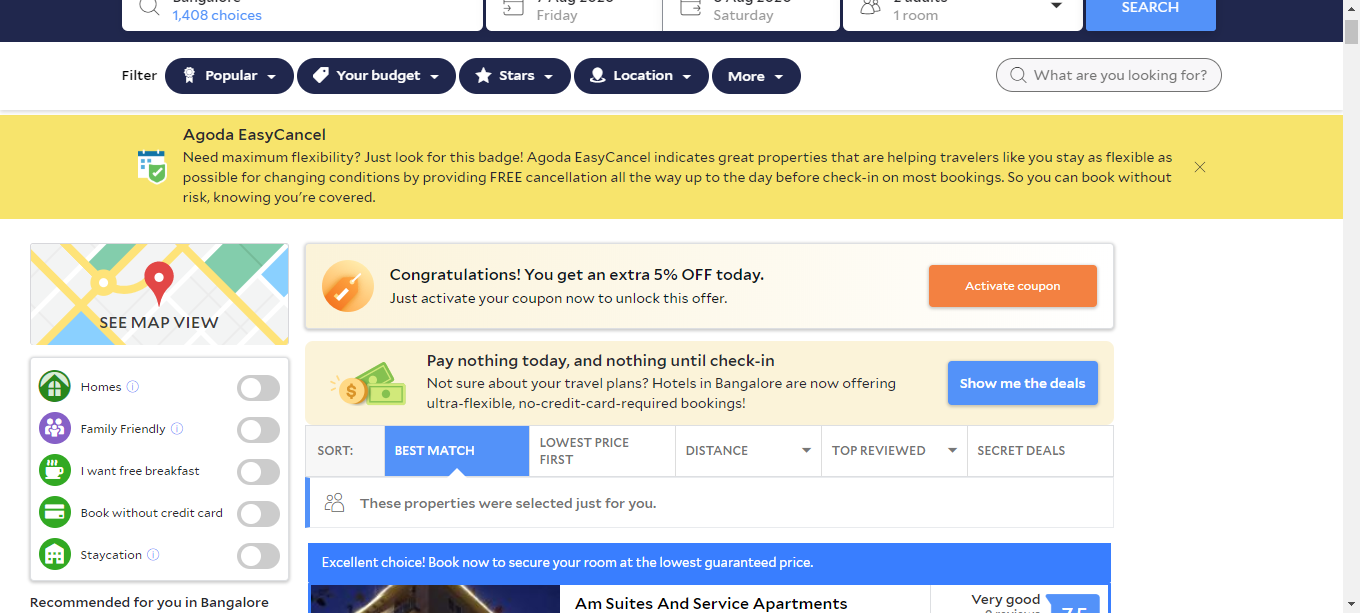 Bangalore
1,408 choices
Friday
Saturday
2 adults
1 room
SEARCH
Filter
Popular
Your budget
Stars
Location
More
What are you looking for?
Agoda EasyCancel
Need maximum flexibility? Just look for this badge! Agoda EasyCancel indicates great properties that are helping travelers like you stay as flexible as
possible for changing conditions by providing FREE cancellation all the way up to the day before check-in on most bookings. So you can book without
risk, knowing you're covered.
SEE MAP VIEW
Congratulations! You get an extra 5% OFF today.
Just activate your coupon now to unlock this offer.
Activate coupon
Pay nothing today, and nothing until check-in
Not sure about your travel plans? Hotels in Bangalore are now offering
ultra-flexible, no-credit-card-required bookings!
Show me the deals
Homes
Family Friendly
I want free breakfast
Book without credit card
Staycation
Recommended for you in Bangalore
SORT:
BEST MATCH
LOWEST PRICE
FIRST
DISTANCE
TOP REVIEWED
SECRET DEALS
These properties were selected just for you.
Excellent choice! Book now to secure your room at the lowest guaranteed price.
Am Suites And Service Apartments
Very good
7.5